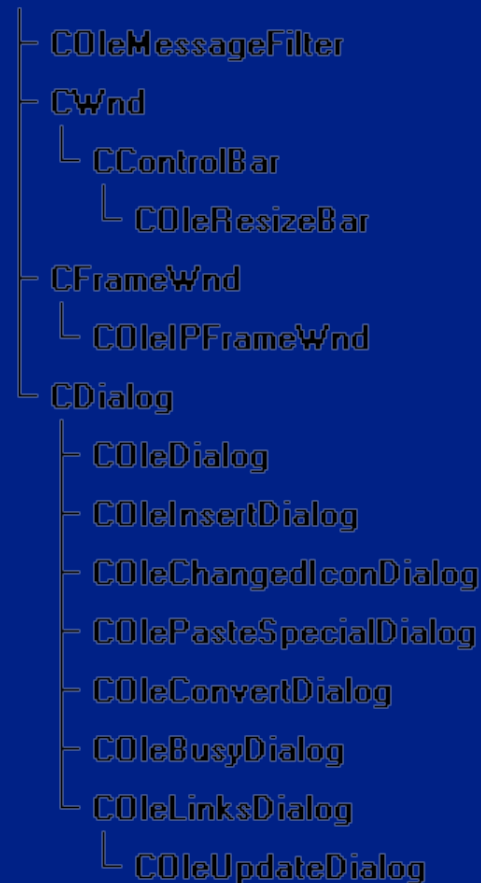 COleMessageFilter
CWnd
CControlBar
COleResizeBar
CFrameWnd
COleIPFrameWnd
CDialog
COleDialog
COleInsertDialog
COleChangedIconDialog
COlePasteSpecialDialog
COleConvertDialog
COleBusyDialog
COleLinksDialog
COleUpdateDialog